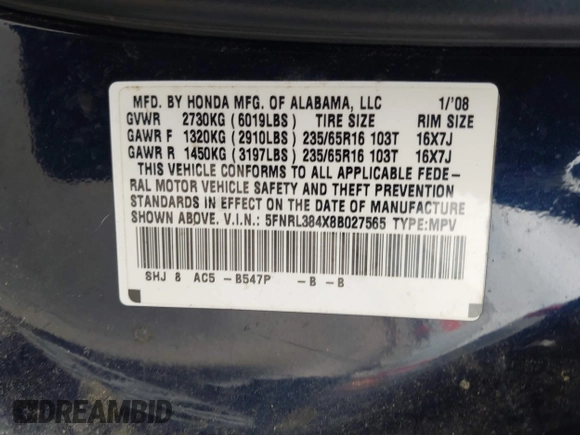 MFD. BY HONDA MFG. OF ALABAMA, LLC 1/'08
GVWR 2730KG (6019LBS) TIRE SIZE RIM SIZE
GAWR F 1320KG (2910LBS) 235/65R16 103T 16X7J
GAWR R 1450KG (3197LBS) 235/65R16 103T 16X7J
THIS VEHICLE CONFORMS TO ALL APPLICABLE FEDE-
RAL MOTOR VEHICLE SAFETY AND THEFT PREVENTION
STANDARDS IN EFFECT ON THE DATE OF MANUFACTURE
SHOWN ABOVE. V.I.N.: 5FNRL384X8B027565 TYPE:MPV
SHJ 8 AC5 -B547P -B -B
DREAMBID